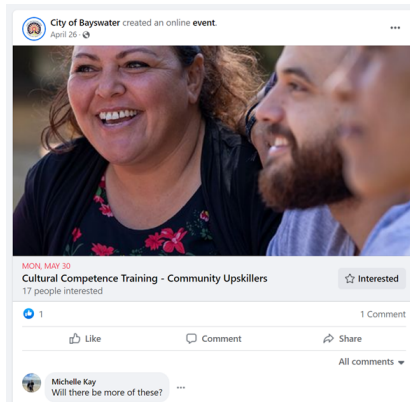 City of Bayswater created an online event.
April 26 ·
MON, MAY 30
Cultural Competence Training - Community Upskillers
17 people interested
Interested
1
1 Comment
Like
Comment
Share
All comments
Michelle Kay
Will there be more of these?